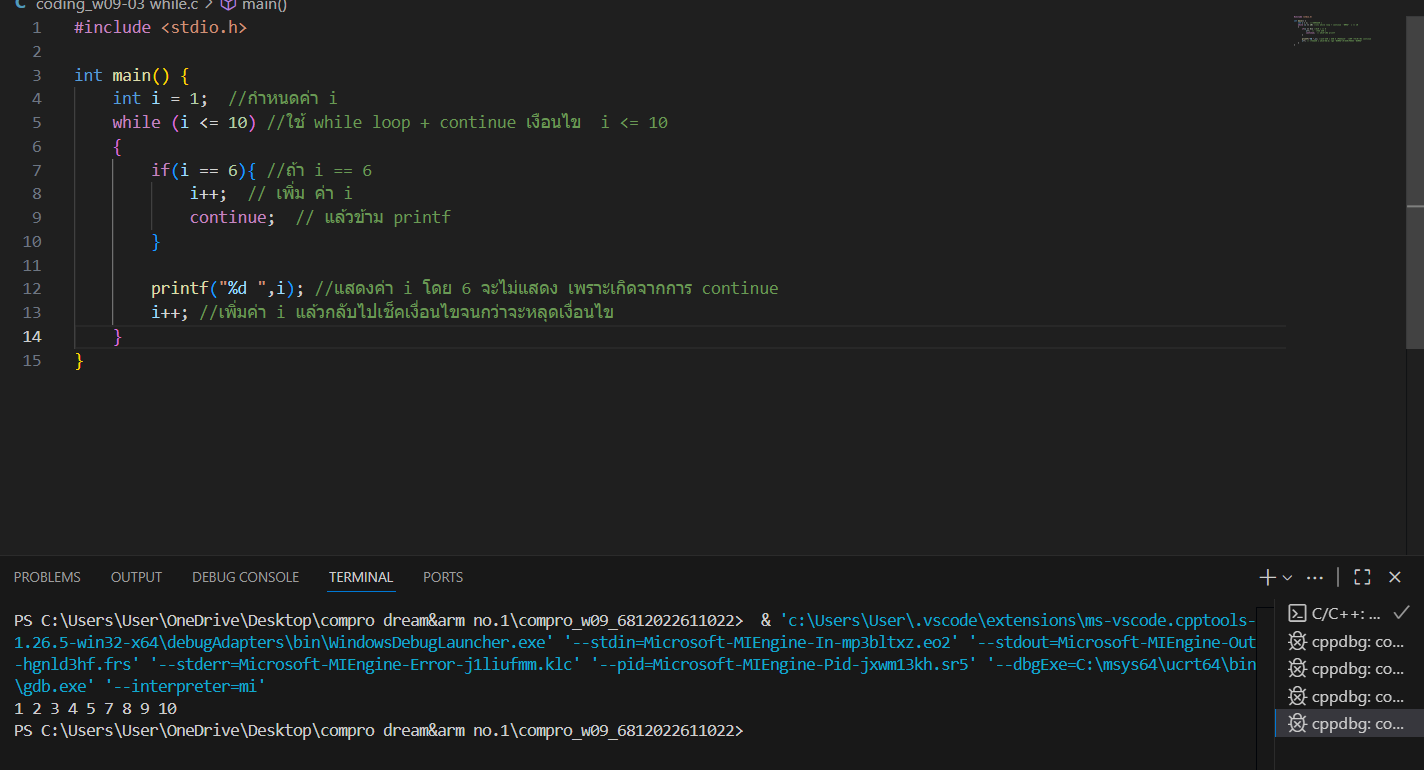 C coding_w09-03 while.c > main()
1 #include <stdio.h>
2
3 int main() {
4 int i = 1;  //กำหนดค่า i
5 while (i <= 10) //ใช้ while loop + continue เงือนไข  i <= 10
6 {
7 if(i == 6){ //ถ้า i == 6
8 i++;  // เพิ่ม ค่า i
9 continue;  // แล้วข้าม printf
10 }
11
12 printf("%d ",i); //แสดงค่า i โดย 6 จะไม่แสดง เพราะเกิดจากการ continue
13 i++; //เพิ่มค่า i แล้วกลับไปเช็คเงื่อนไขจนกว่าจะหลุดเงื่อนไข
14 }
15 }
PROBLEMS OUTPUT DEBUG CONSOLE TERMINAL PORTS
PS C:\Users\User\OneDrive\Desktop\compro dream&arm no.1\compro_w09_6812022611022>  & 'c:\Users\User\.vscode\extensions\ms-vscode.cpptools-
1.26.5-win32-x64\debugAdapters\bin\WindowsDebugLauncher.exe' '--stdin=Microsoft-MIEngine-In-mp3bltxz.eo2' '--stdout=Microsoft-MIEngine-Out
-hgnld3hf.frs' '--stderr=Microsoft-MIEngine-Error-j1liufmm.klc' '--pid=Microsoft-MIEngine-Pid-jxwm13kh.sr5' '--dbgExe=C:\msys64\ucrt64\bin
\gdb.exe' '--interpreter=mi'
1 2 3 4 5 7 8 9 10
PS C:\Users\User\OneDrive\Desktop\compro dream&arm no.1\compro_w09_6812022611022>
C/C++: ...
cppdbg: co...
cppdbg: co...
cppdbg: co...
cppdbg: co...